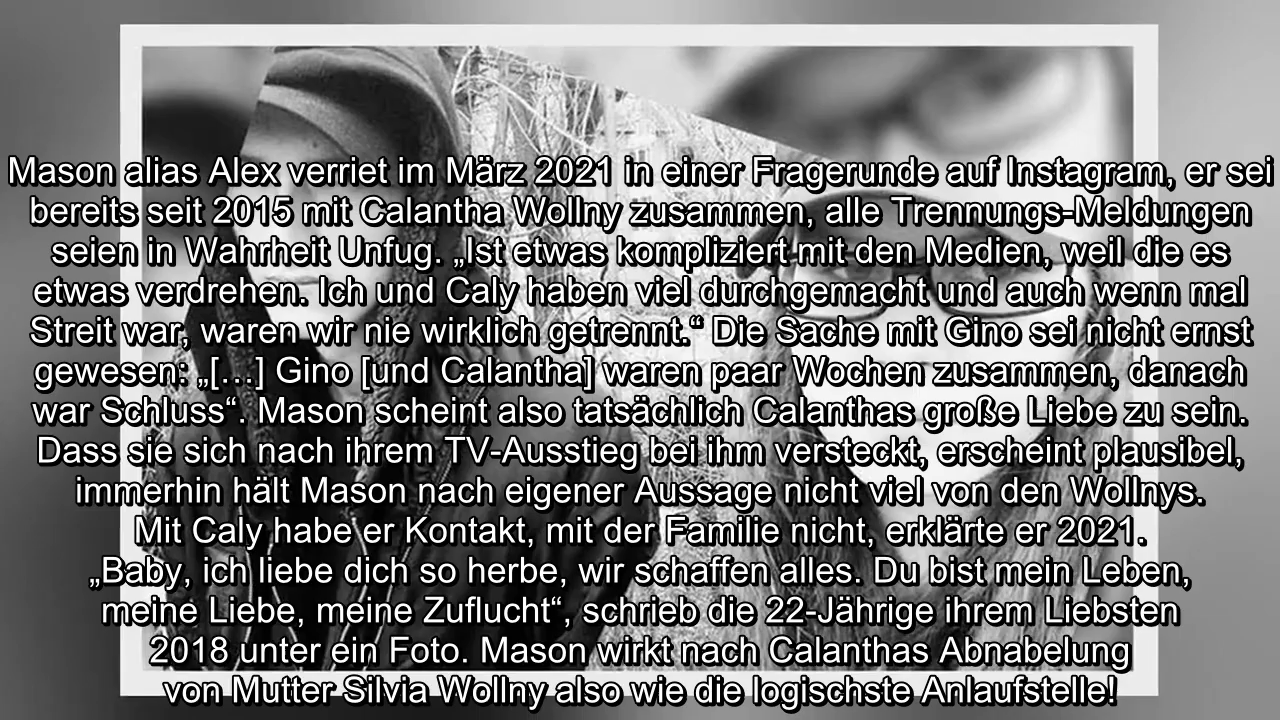 Mason alias Alex verriet im März 2021 in einer Fragerunde auf Instagram, er sei
bereits seit 2015 mit Calantha Wollny zusammen, alle Trennungs-Meldungen
seien in Wahrheit Unfug. „Ist etwas kompliziert mit den Medien, weil die es
etwas verdrehen. Ich und Caly haben viel durchgemacht und auch wenn mal
Streit war, waren wir nie wirklich getrennt.“ Die Sache mit Gino sei nicht ernst
gewesen: „[…] Gino [und Calantha] waren paar Wochen zusammen, danach
war Schluss“. Mason scheint also tatsächlich Calanthas große Liebe zu sein.
Dass sie sich nach ihrem TV-Ausstieg bei ihm versteckt, erscheint plausibel,
immerhin hält Mason nach eigener Aussage nicht viel von den Wollnys.
Mit Caly habe er Kontakt, mit der Familie nicht, erklärte er 2021.
„Baby, ich liebe dich so herbe, wir schaffen alles. Du bist mein Leben,
meine Liebe, meine Zuflucht“, schrieb die 22-Jährige ihrem Liebsten
2018 unter ein Foto. Mason wirkt nach Calanthas Abnabelung
von Mutter Silvia Wollny also wie die logischste Anlaufstelle!